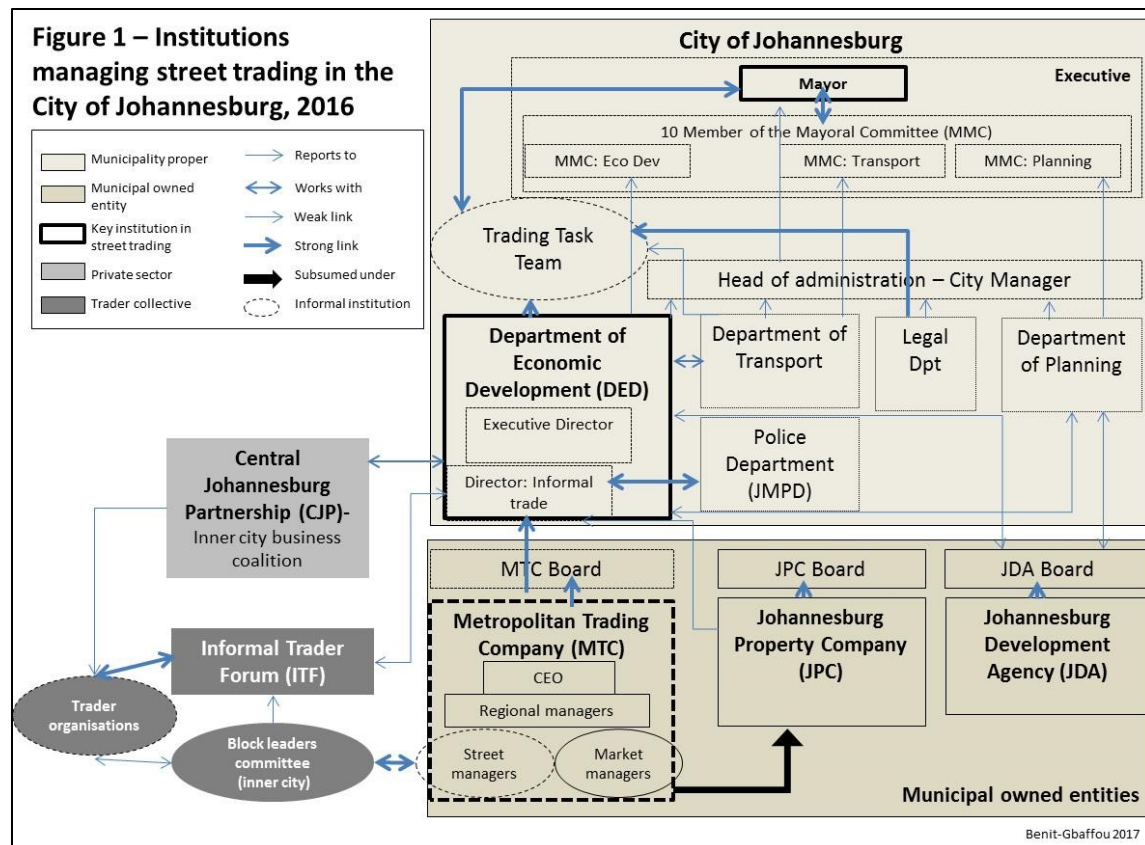 Figure 1 – Institutions
managing street trading in the
City of Johannesburg, 2016
Municipality proper
Municipal owned
entity
Key institution in
street trading
Private sector
Trader collective
Reports to
Works with
Weak link
Strong link
Subsumed under
Informal institution
City of Johannesburg
Executive
Mayor
10 Member of the Mayoral Committee (MMC)
MMC: Eco Dev
MMC: Transport
MMC: Planning
Trading Task
Team
Head of administration – City Manager
Department of
Economic
Development (DED)
Executive Director
Director: Informal
trade
Department of
Transport
Legal
Dpt
Department
of Planning
Police
Department
(JMPD)
Central
Johannesburg
Partnership (CJP)-
Inner city business
coalition
Informal Trader
Forum (ITF)
Trader
organisations
Block leaders
committee
(inner city)
MTC Board
JPC Board
JDA Board
Metropolitan Trading
Company (MTC)
CEO
Regional managers
Street
managers
Market
managers
Johannesburg
Property Company
(JPC)
Johannesburg
Development
Agency (JDA)
Municipal owned entities
Benit-Gbaffou 2017